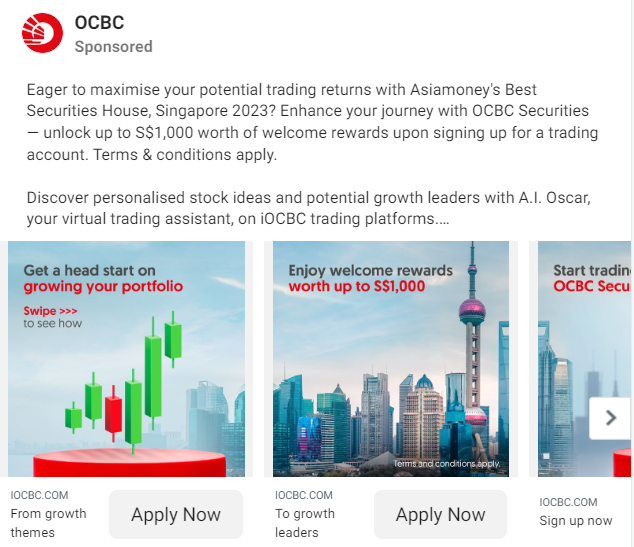 OCBC
Sponsored
Eager to maximise your potential trading returns with Asiamoney's Best
Securities House, Singapore 2023? Enhance your journey with OCBC Securities
— unlock up to S$1,000 worth of welcome rewards upon signing up for a trading
account. Terms & conditions apply.
Discover personalised stock ideas and potential growth leaders with A.I. Oscar,
your virtual trading assistant, on iOCBC trading platforms....
Get a head start on
growing your portfolio
Swipe >>>
to see how
Enjoy welcome rewards
worth up to S$1,000
Terms and conditions apply.
Start tradin
OCBC Secu
IOCBC.COM
From growth
themes
Apply Now
IOCBC.COM
To growth
leaders
Apply Now
IOCBC.COM
Sign up now